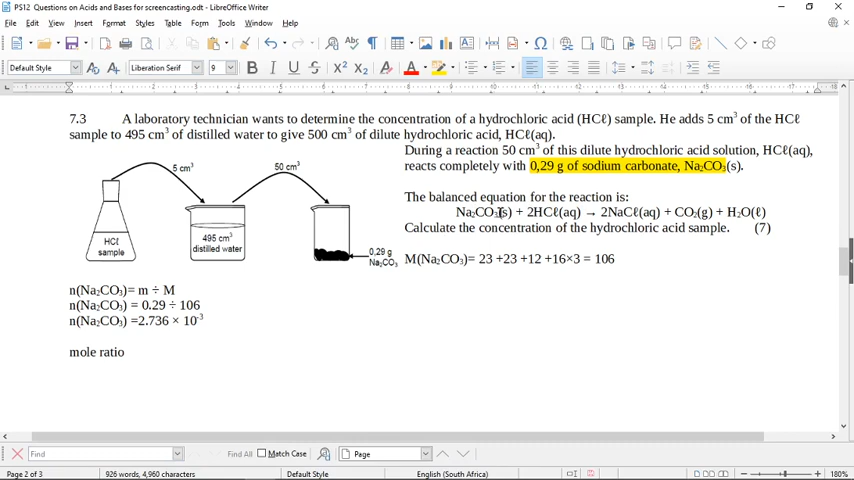 PS12 Questions on Acids and Bases for screencasting.odt - LibreOffice Writer
File Edit View Insert Format Styles Table Form Tools Window Help
Default Style Liberation Serif 9
7.3 A laboratory technician wants to determine the concentration of a hydrochloric acid (HCℓ) sample. He adds 5 cm³ of the HCℓ
sample to 495 cm³ of distilled water to give 500 cm³ of dilute hydrochloric acid, HCℓ(aq).
During a reaction 50 cm³ of this dilute hydrochloric acid solution, HCℓ(aq),
reacts completely with 0,29 g of sodium carbonate, Na₂CO₃(s).
The balanced equation for the reaction is:
Na₂CO₃(s) + 2HCℓ(aq) → 2NaCℓ(aq) + CO₂(g) + H₂O(ℓ)
Calculate the concentration of the hydrochloric acid sample. (7)
5 cm³
50 cm³
HCℓ
sample
495 cm³
distilled water
0,29 g
Na₂CO₃
M(Na₂CO₃)= 23 +23 +12 +16×3 = 106
n(Na₂CO₃)= m ÷ M
n(Na₂CO₃) = 0.29 ÷ 106
n(Na₂CO₃) =2.736 × 10⁻³
mole ratio
Find Find All Match Case Page
Page 2 of 3 926 words, 4,960 characters Default Style English (South Africa) 180%